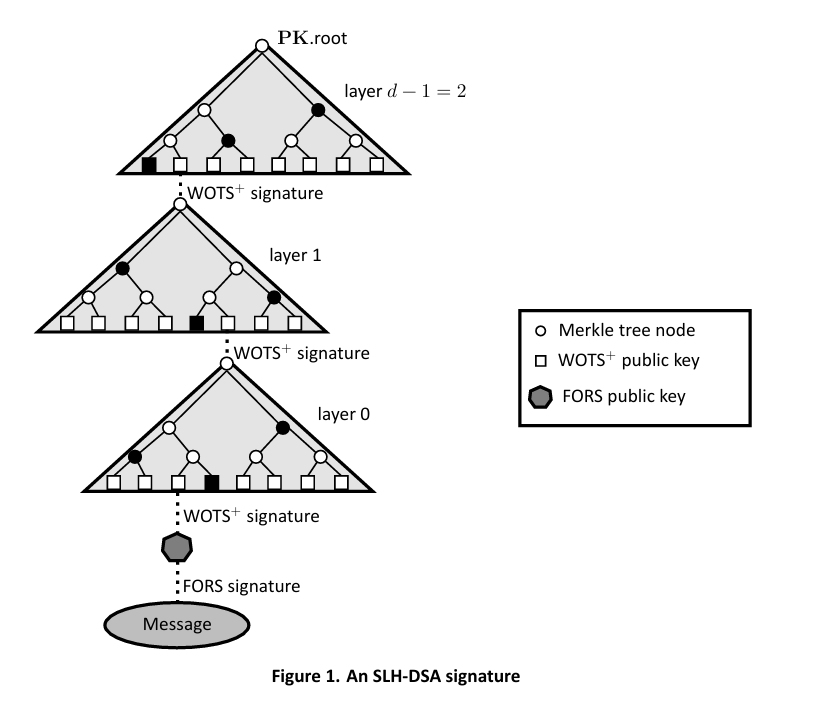 PK.root
layer d − 1 = 2
WOTS⁺ signature
layer 1
WOTS⁺ signature
layer 0
WOTS⁺ signature
FORS signature
Message
Merkle tree node
WOTS⁺ public key
FORS public key
Figure 1. An SLH-DSA signature